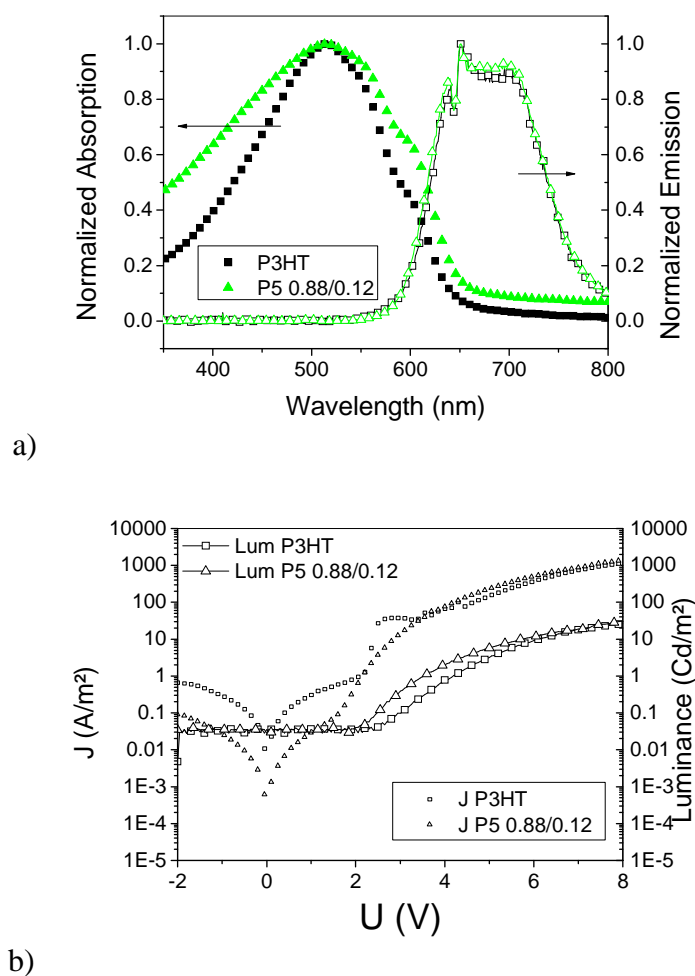 1.0
0.8
0.6
0.4
0.2
0.0
Normalized Absorption
P3HT
P5 0.88/0.12
1.0
0.8
0.6
0.4
0.2
0.0
Normalized Emission
400 500 600 700 800
Wavelength (nm)
a)
10000
1000
100
10
1
0.1
0.01
1E-3
1E-4
1E-5
J (A/m²)
Lum P3HT
Lum P5 0.88/0.12
J P3HT
J P5 0.88/0.12
10000
1000
100
10
1
0.1
0.01
1E-3
1E-4
1E-5
Luminance (Cd/m²)
-2 0 2 4 6 8
U (V)
b)